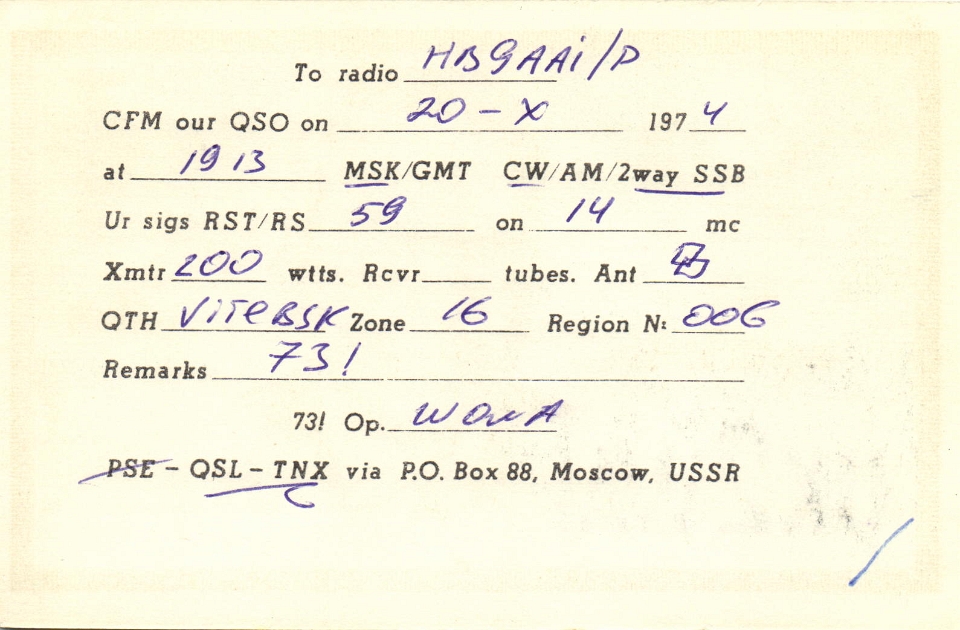 To radio HB9AAi/P
CFM our QSO on 20 – X 1974
at 1913 MSK/GMT CW/AM/2way SSB
Ur sigs RST/RS 59 on 14 mc
Xmtr 200 wtts. Rcvr tubes. Ant
QTH ViTeBSK Zone 16 Region N: 006
Remarks 73!
73! Op.
PSE – QSL – TNX via P.O. Box 88, Moscow, USSR